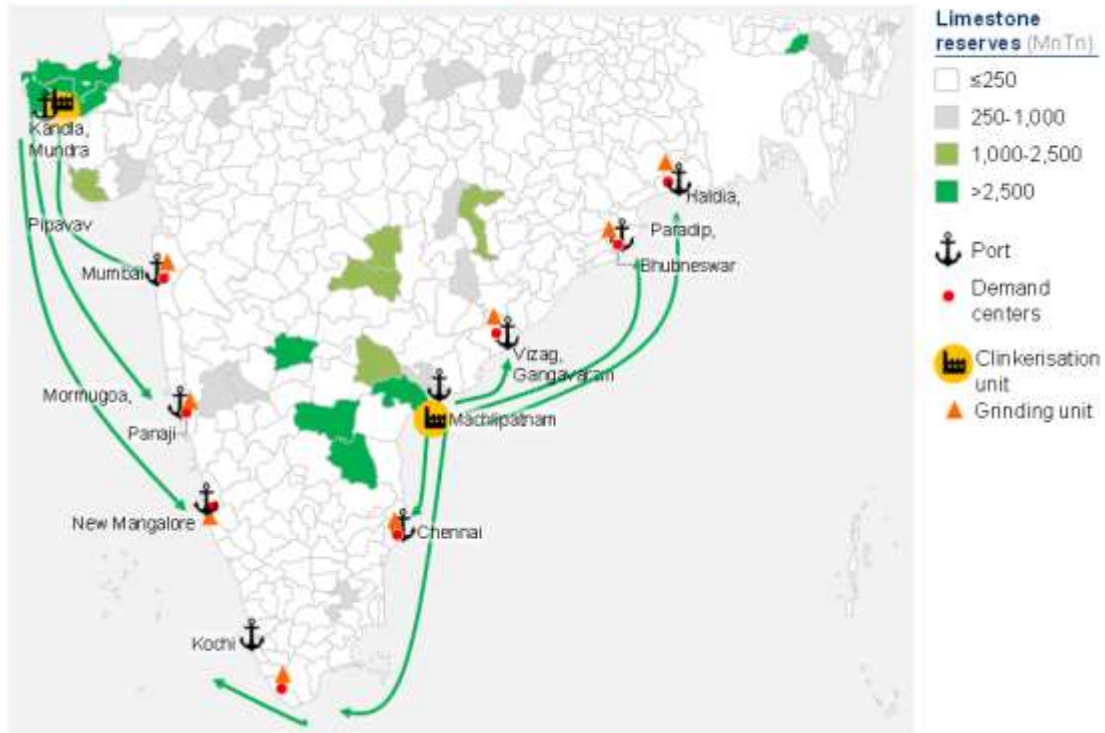 Limestone
reserves (MnTn)
≤250
250-1,000
1,000-2,500
>2,500
Port
Demand
centers
Clinkerisation
unit
Grinding unit
Kandla,
Mundra
Pipavav
Mumbai
Mormugoa,
Panaji
New Mangalore
Kochi
Chennai
Machlipatnam
Vizag,
Gangavaram
Paradip,
Bhubneswar
Haldia,